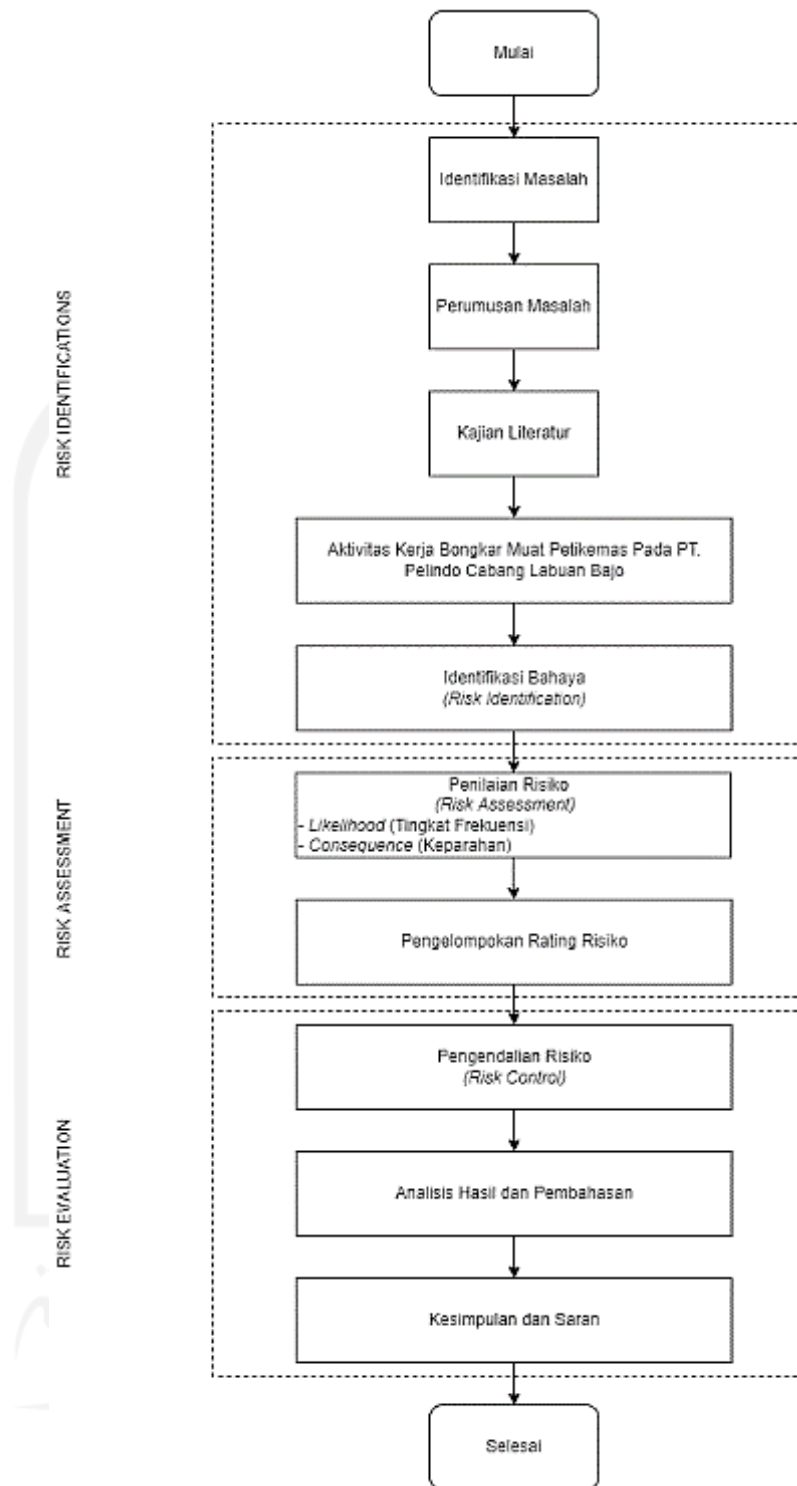 Mulai
RISK IDENTIFICATIONS
Identifikasi Masalah
Perumusan Masalah
Kajian Literatur
Aktivitas Kerja Bongkar Muat Petikemas Pada PT.
Pelindo Cabang Labuan Bajo
Identifikasi Bahaya
(Risk Identification)
RISK ASSESSMENT
Penilaian Risiko
(Risk Assessment)
- Likelihood (Tingkat Frekuensi)
- Consequence (Keparahan)
Pengelompokan Rating Risiko
RISK EVALUATION
Pengendalian Risiko
(Risk Control)
Analisis Hasil dan Pembahasan
Kesimpulan dan Saran
Selesai